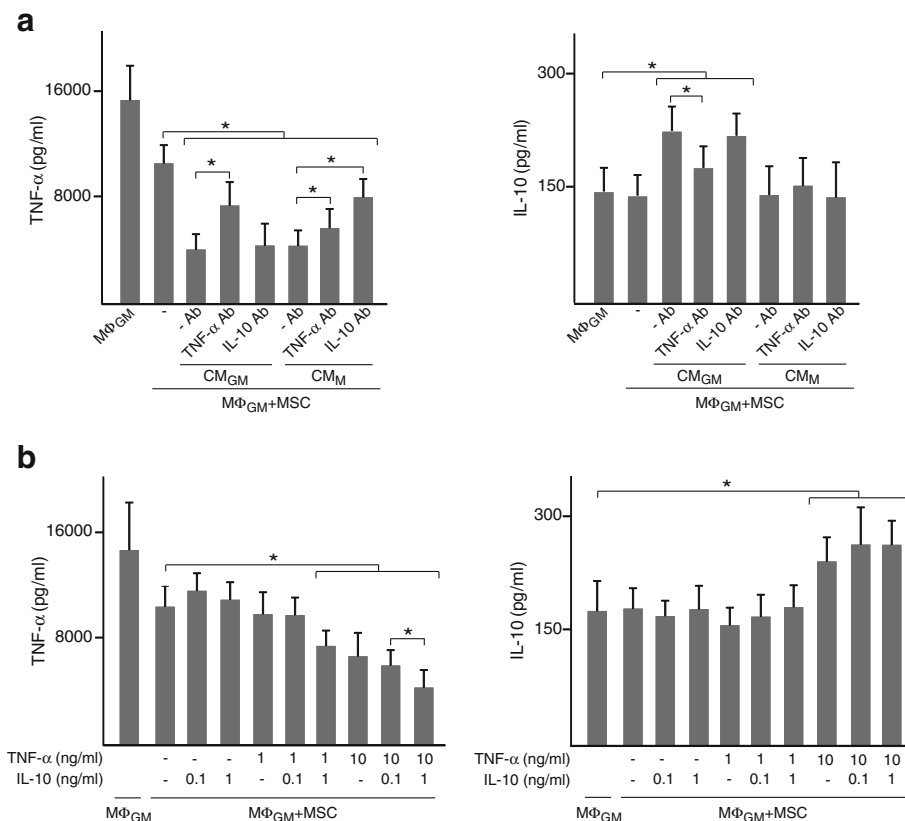 a
16000
8000
TNF-α (pg/ml)
*
*
*
*
MΦGM
-
- Ab
TNF-α Ab
IL-10 Ab
- Ab
TNF-α Ab
IL-10 Ab
CMGM
CMM
MΦGM+MSC
300
150
IL-10 (pg/ml)
*
*
MΦGM
-
- Ab
TNF-α Ab
IL-10 Ab
- Ab
TNF-α Ab
IL-10 Ab
CMGM
CMM
MΦGM+MSC
b
16000
8000
TNF-α (pg/ml)
*
*
TNF-α (ng/ml) - - - 1 1 1 10 10 10
IL-10 (ng/ml) - 0.1 1 - 0.1 1 - 0.1 1
MΦGM
MΦGM+MSC
300
150
IL-10 (pg/ml)
*
TNF-α (ng/ml) - - - 1 1 1 10 10 10
IL-10 (ng/ml) - 0.1 1 - 0.1 1 - 0.1 1
MΦGM
MΦGM+MSC